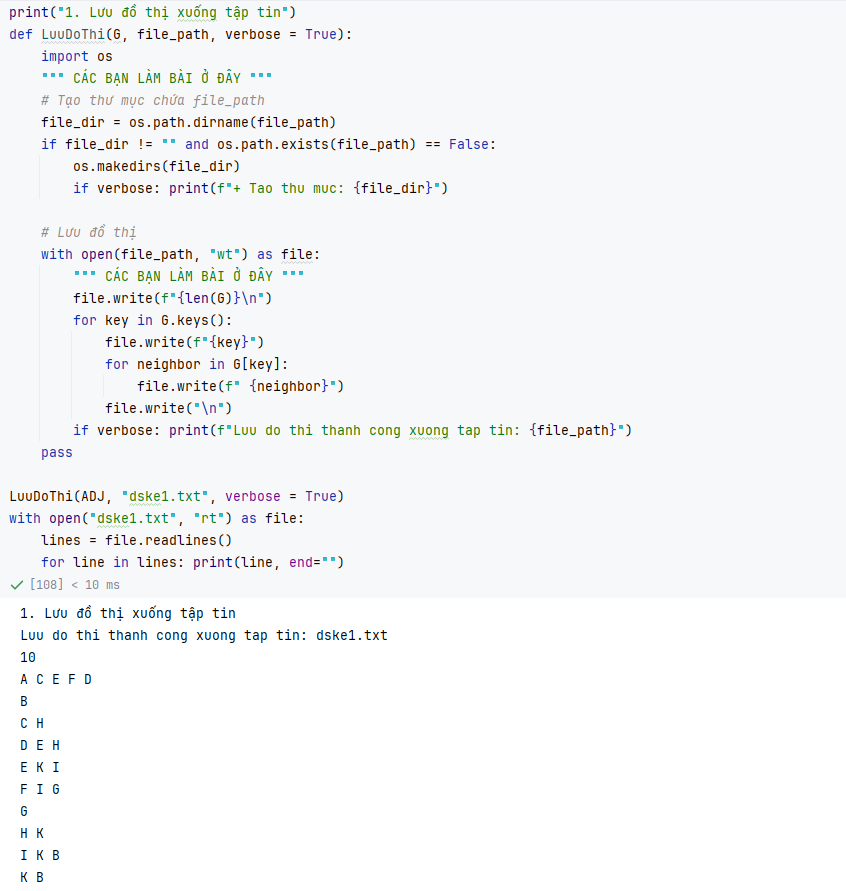 print("1. Lưu đồ thị xuống tập tin")
def LuuDoThi(G, file_path, verbose = True):
    import os
    """ CÁC BẠN LÀM BÀI Ở ĐÂY """
    # Tạo thư mục chứa file_path
    file_dir = os.path.dirname(file_path)
    if file_dir != "" and os.path.exists(file_path) == False:
        os.makedirs(file_dir)
        if verbose: print(f"+ Tao thu muc: {file_dir}")
    # Lưu đồ thị
    with open(file_path, "wt") as file:
        """ CÁC BẠN LÀM BÀI Ở ĐÂY """
        file.write(f"{len(G)}\n")
        for key in G.keys():
            file.write(f"{key}")
            for neighbor in G[key]:
                file.write(f" {neighbor}")
            file.write("\n")
        if verbose: print(f"Luu do thi thanh cong xuong tap tin: {file_path}")
    pass
LuuDoThi(ADJ, "dske1.txt", verbose = True)
with open("dske1.txt", "rt") as file:
    lines = file.readlines()
    for line in lines: print(line, end="")
[108] < 10 ms
1. Lưu đồ thị xuống tập tin
Luu do thi thanh cong xuong tap tin: dske1.txt
10
A C E F D
B
C H
D E H
E K I
F I G
G
H K
I K B
K B